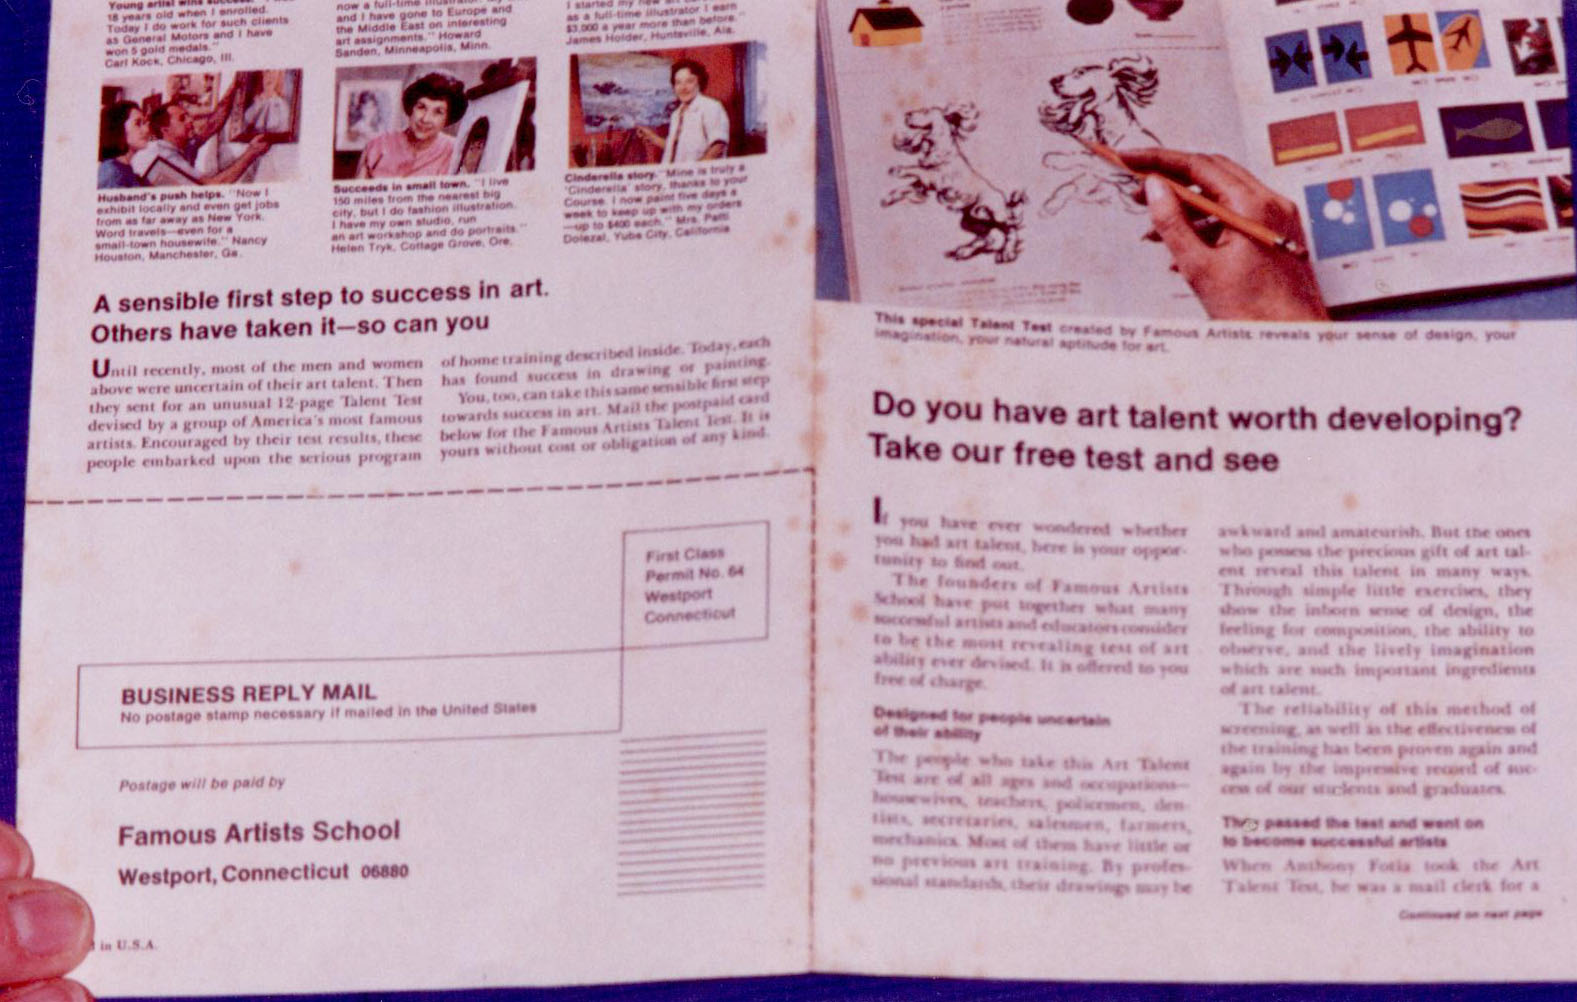 Young artist wins success.
18 years old when I enrolled.
Today I do work for such clients
as General Motors and I have
won 5 gold medals."
Carl Kock, Chicago, Ill.
now a full-time
and I have gone to Europe and
the Middle East on interesting
art assignments." Howard
Sanden, Minneapolis, Minn.
I started my new
as a full-time illustrator I earn
$3,000 a year more than before."
James Holder, Huntsville, Ala.
Husband's push helps. "Now I
exhibit locally and even get jobs
from as far away as New York.
Word travels—even for a
small-town housewife." Nancy
Houston, Manchester, Ga.
Succeeds in small town. "I live
150 miles from the nearest big
city, but I do fashion illustration.
I have my own studio, run
an art workshop and do portraits."
Helen Tryk, Cottage Grove, Ore.
Cinderella story. "Mine is truly a
'Cinderella' story, thanks to your
Course. I now paint five days a
week to keep up with my orders
—up to $400 each." Mrs. Patti
Dolezal, Yuba City, California
A sensible first step to success in art.
Others have taken it—so can you
Until recently, most of the men and women
above were uncertain of their art talent. Then
they sent for an unusual 12-page Talent Test
devised by a group of America's most famous
artists. Encouraged by their test results, these
people embarked upon the serious program
of home training described inside. Today, each
has found success in drawing or painting.
You, too, can take this same sensible first step
towards success in art. Mail the postpaid card
below for the Famous Artists Talent Test. It is
yours without cost or obligation of any kind.
First Class
Permit No. 64
Westport
Connecticut
BUSINESS REPLY MAIL
No postage stamp necessary if mailed in the United States
Postage will be paid by
Famous Artists School
Westport, Connecticut 06880
in U.S.A.
This special Talent Test created by Famous Artists reveals your sense of design, your
imagination, your natural aptitude for art.
Do you have art talent worth developing?
Take our free test and see
If you have ever wondered whether
you had art talent, here is your oppor-
tunity to find out.
The founders of Famous Artists
School have put together what many
successful artists and educators consider
to be the most revealing test of art
ability ever devised. It is offered to you
free of charge.
Designed for people uncertain
of their ability
The people who take this Art Talent
Test are of all ages and occupations—
housewives, teachers, policemen, den-
tists, secretaries, salesmen, farmers,
mechanics. Most of them have little or
no previous art training. By profes-
sional standards, their drawings may be
awkward and amateurish. But the ones
who possess the precious gift of art tal-
ent reveal this talent in many ways.
Through simple little exercises, they
show the inborn sense of design, the
feeling for composition, the ability to
observe, and the lively imagination
which are such important ingredients
of art talent.
The reliability of this method of
screening, as well as the effectiveness of
the training has been proven again and
again by the impressive record of suc-
cess of our students and graduates.
They passed the test and went on
to become successful artists
When Anthony Fotia took the Art
Talent Test, he was a mail clerk for a
Continued on next page